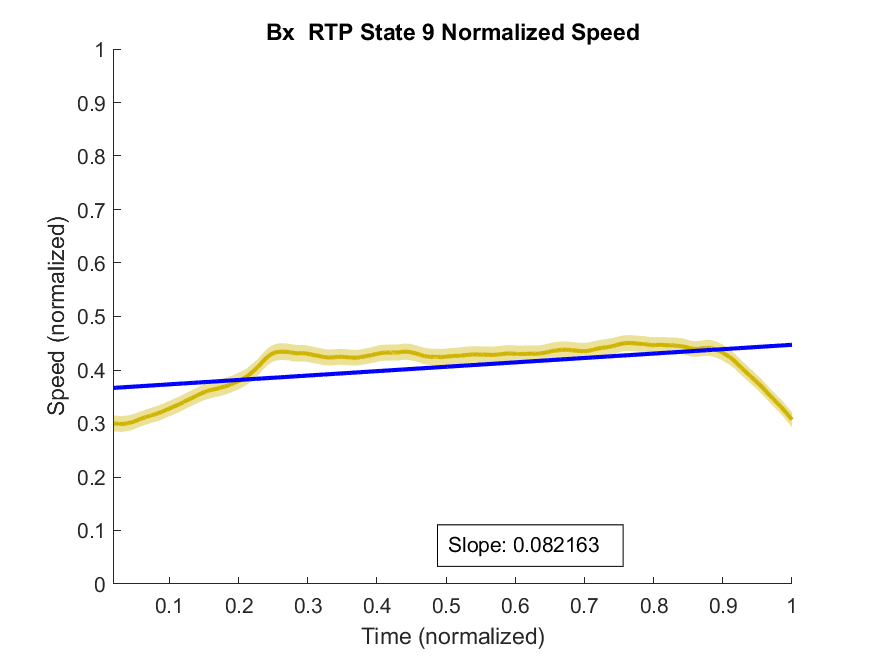 Bx  RTP State 9 Normalized Speed
1
0.9
0.8
0.7
0.6
0.5
0.4
0.3
0.2
0.1
0
Speed (normalized)
Slope: 0.082163
0.1 0.2 0.3 0.4 0.5 0.6 0.7 0.8 0.9 1
Time (normalized)